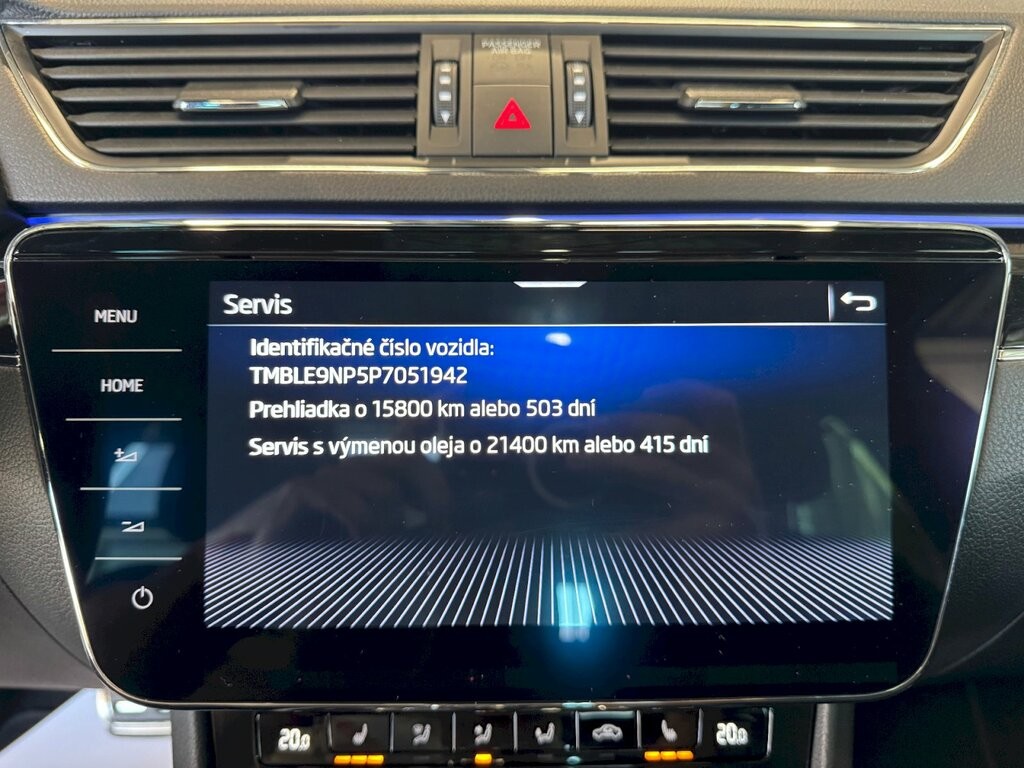 PASSENGER
AIR BAG
MENU
HOME
Servis
Identifikačné číslo vozidla:
TMBLE9NP5P7051942
Prehliadka o 15800 km alebo 503 dní
Servis s výmenou oleja o 21400 km alebo 415 dní
20.0
20.0